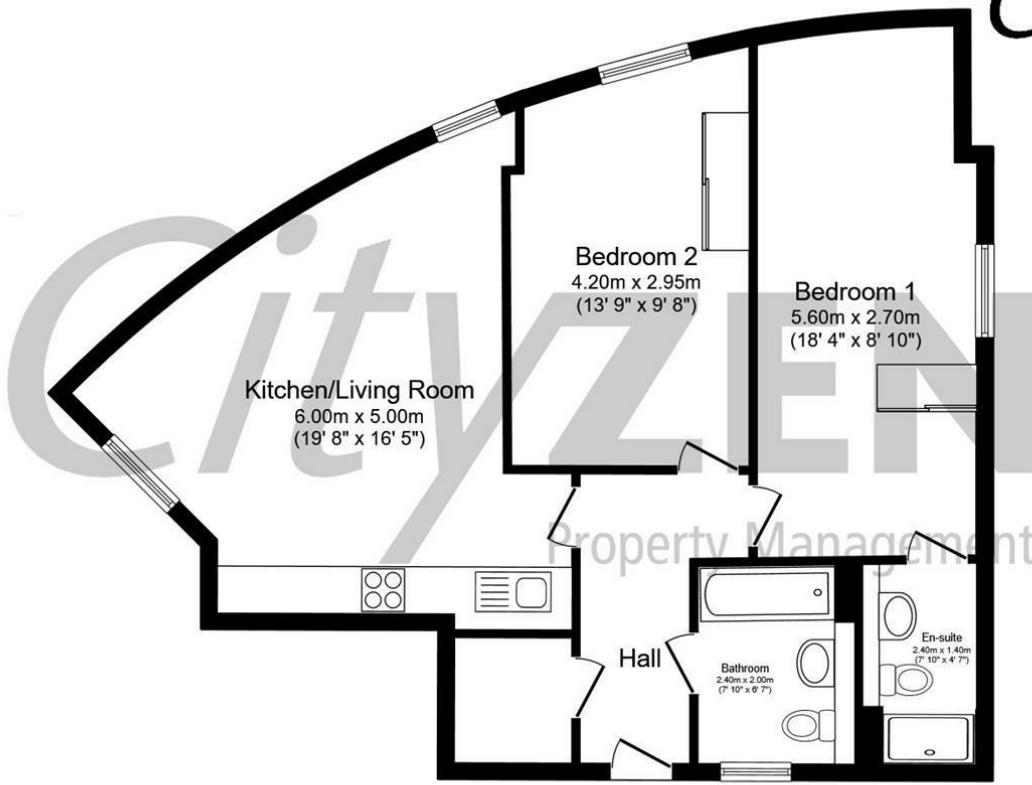 Bedroom 2
4.20m x 2.95m
(13' 9" x 9' 8")
Bedroom 1
5.60m x 2.70m
(18' 4" x 8' 10")
Kitchen/Living Room
6.00m x 5.00m
(19' 8" x 16' 5")
CityZEN
Property Management
Hall
Bathroom
2.40m x 2.00m
(7' 10" x 6' 7")
En-suite
2.40m x 1.40m
(7' 10" x 4' 7")